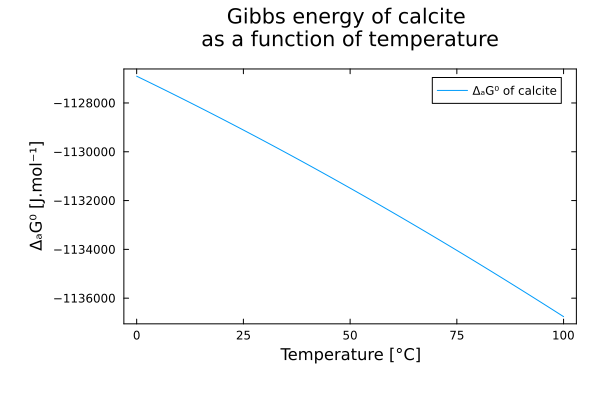 Gibbs energy of calcite
as a function of temperature
ΔₐG⁰ of calcite
ΔₐG⁰ [J.mol⁻¹]
−1128000
−1130000
−1132000
−1134000
−1136000
0 25 50 75 100
Temperature [°C]